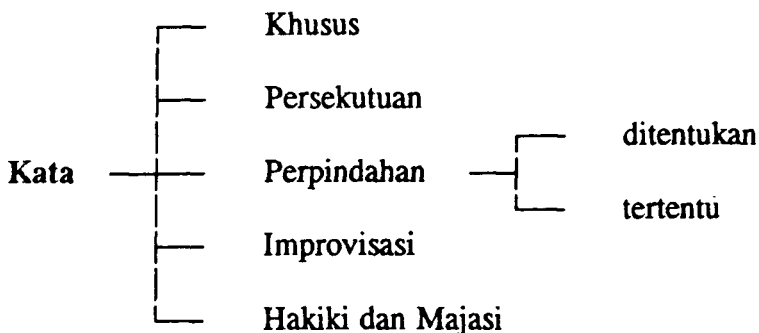 Khusus
Persekutuan
ditentukan
Kata
Perpindahan
tertentu
Improvisasi
Hakiki dan Majasi